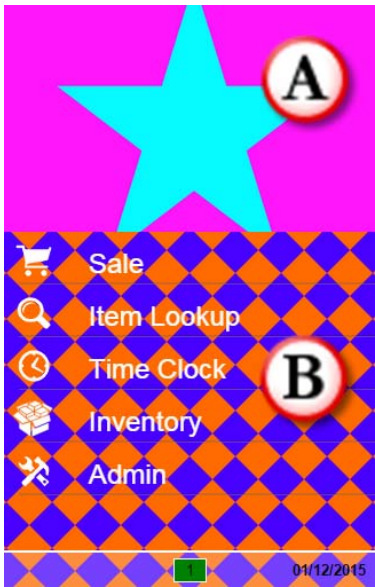 A
Sale
Item Lookup
Time Clock
B
Inventory
Admin
1
01/12/2015